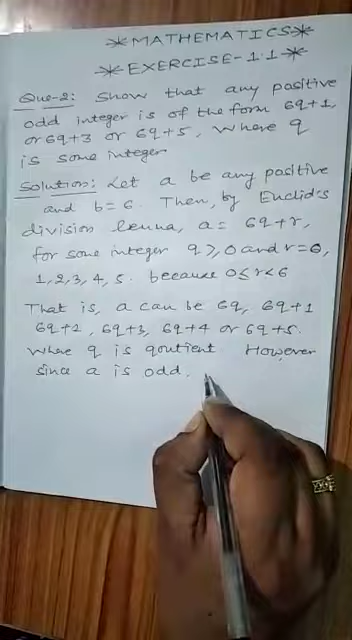 *MATHEMATICS*
*EXERCISE-1.1*
Que-2: Show that any positive
odd integer is of the form 6q+1,
or 6q+3 or 6q+5, where q
is some integer
Solution: Let a be any positive
and b=6. Then, by Euclid's
division lemma, a= 6q+r,
for some integer q≥0 and r=0,
1,2,3,4,5. because 0≤r<6
That is, a can be 6q, 6q+1
6q+2, 6q+3, 6q+4 or 6q+5.
Where q is qoutient However
since a is odd.